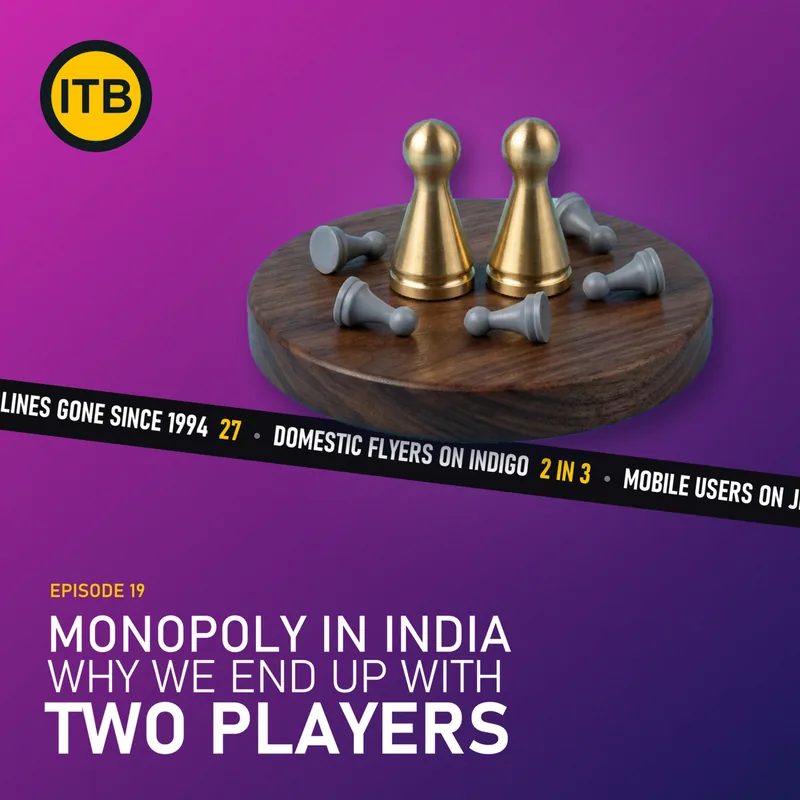 ITB
LINES GONE SINCE 1994 27 • DOMESTIC FLYERS ON INDIGO 2 IN 3 • MOBILE USERS ON
EPISODE 19
MONOPOLY IN INDIA
WHY WE END UP WITH
TWO PLAYERS